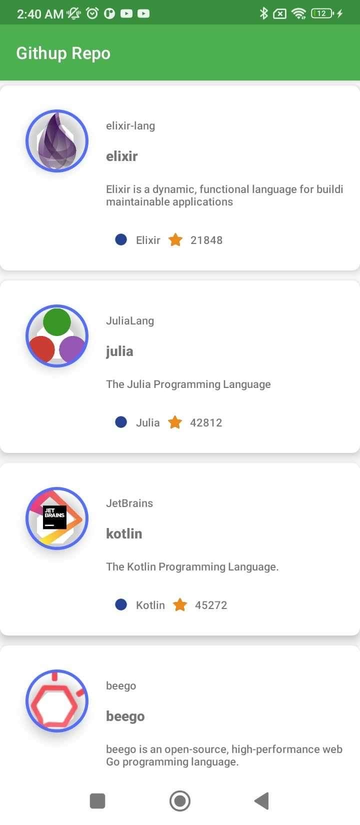 2:40 AM
12
Githup Repo
elixir-lang
elixir
Elixir is a dynamic, functional language for buildi
maintainable applications
Elixir 21848
JuliaLang
julia
The Julia Programming Language
Julia 42812
JET
BRAINS
JetBrains
kotlin
The Kotlin Programming Language.
Kotlin 45272
beego
beego
beego is an open-source, high-performance web
Go programming language.